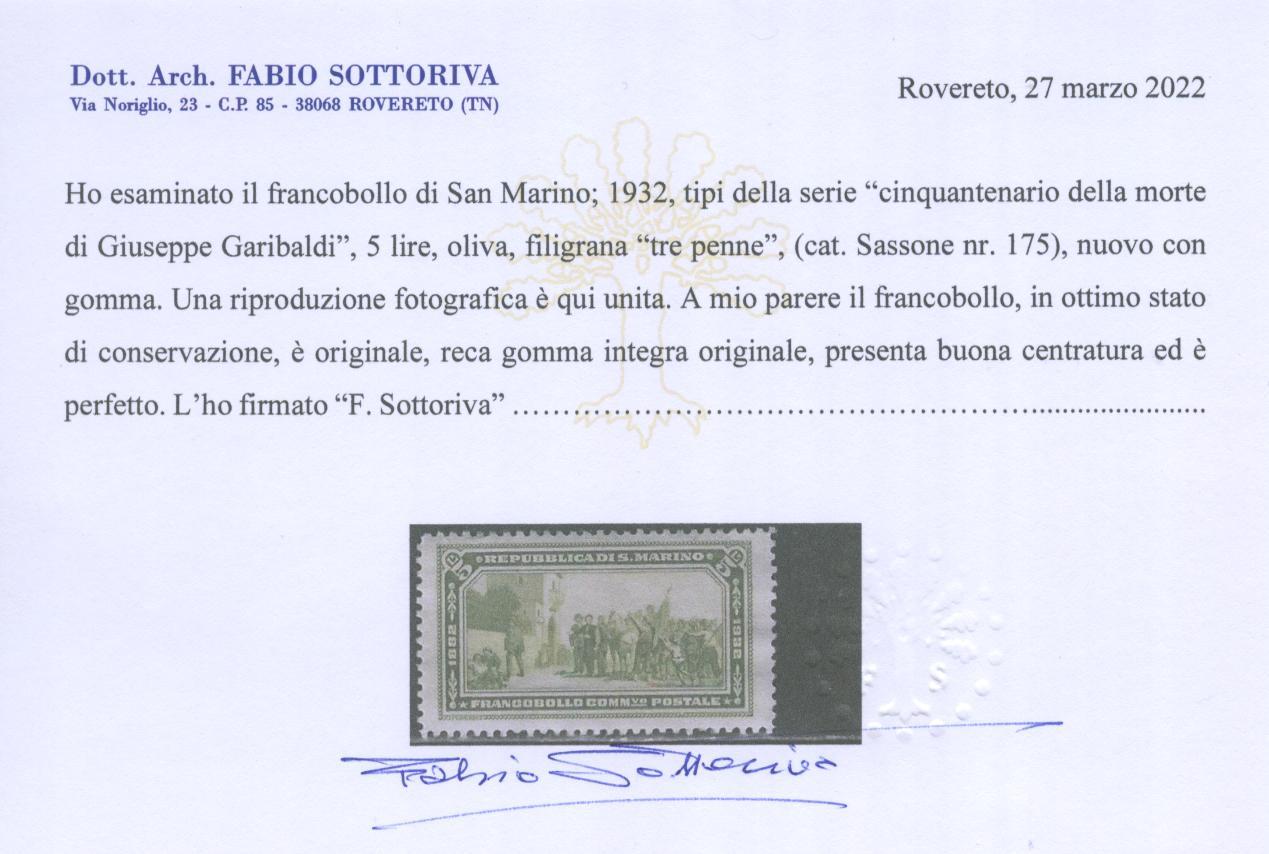 Dott. Arch. FABIO SOTTORIVA
Via Noriglio, 23 - C.P. 85 - 38068 ROVERETO (TN)
Rovereto, 27 marzo 2022
Ho esaminato il francobollo di San Marino; 1932, tipi della serie “cinquantenario della morte
di Giuseppe Garibaldi”, 5 lire, oliva, filigrana “tre penne”, (cat. Sassone nr. 175), nuovo con
gomma. Una riproduzione fotografica è qui unita. A mio parere il francobollo, in ottimo stato
di conservazione, è originale, reca gomma integra originale, presenta buona centratura ed è
perfetto. L’ho firmato “F. Sottoriva” ……………………………………………………......................
L. 5 REPUBBLICA DI S. MARINO 5 L.
1882
1932
FRANCOBOLLO COMMVO POSTALE
S
Fabio Sottoriva